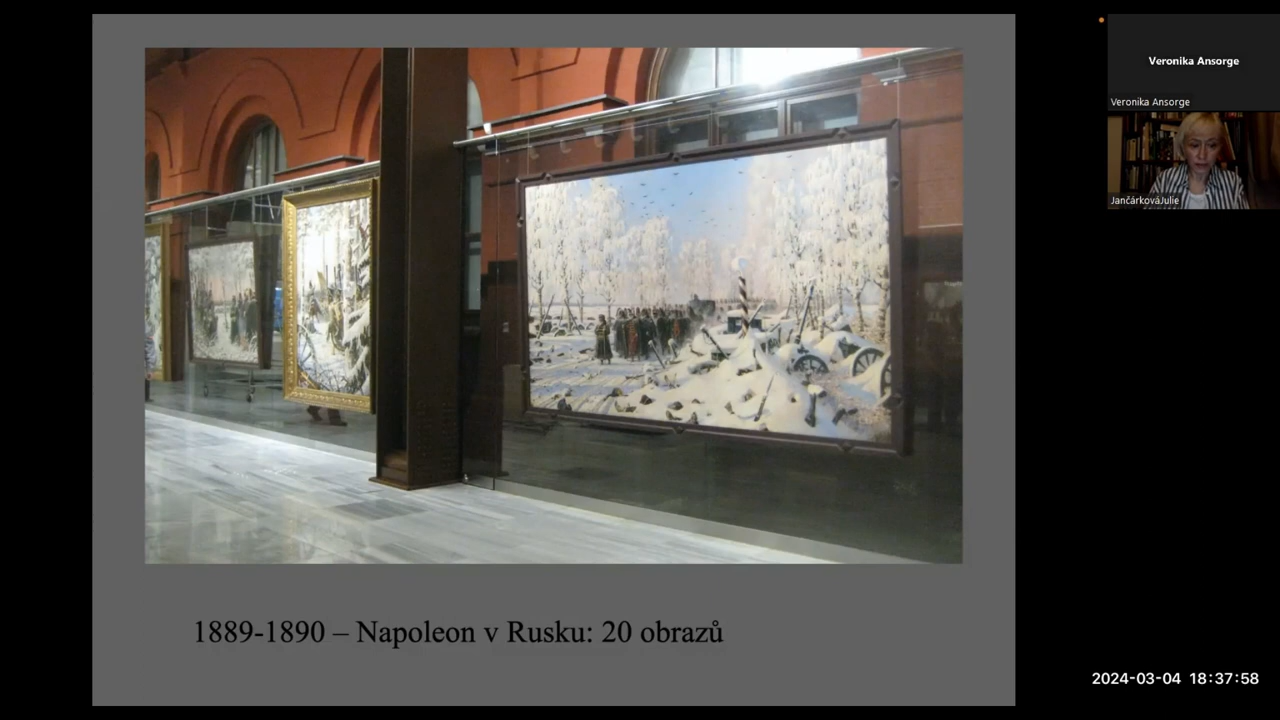 Veronika Ansorge
Veronika Ansorge
JančárkováJulie
1889-1890 – Napoleon v Rusku: 20 obrazů
2024-03-04 18:37:58